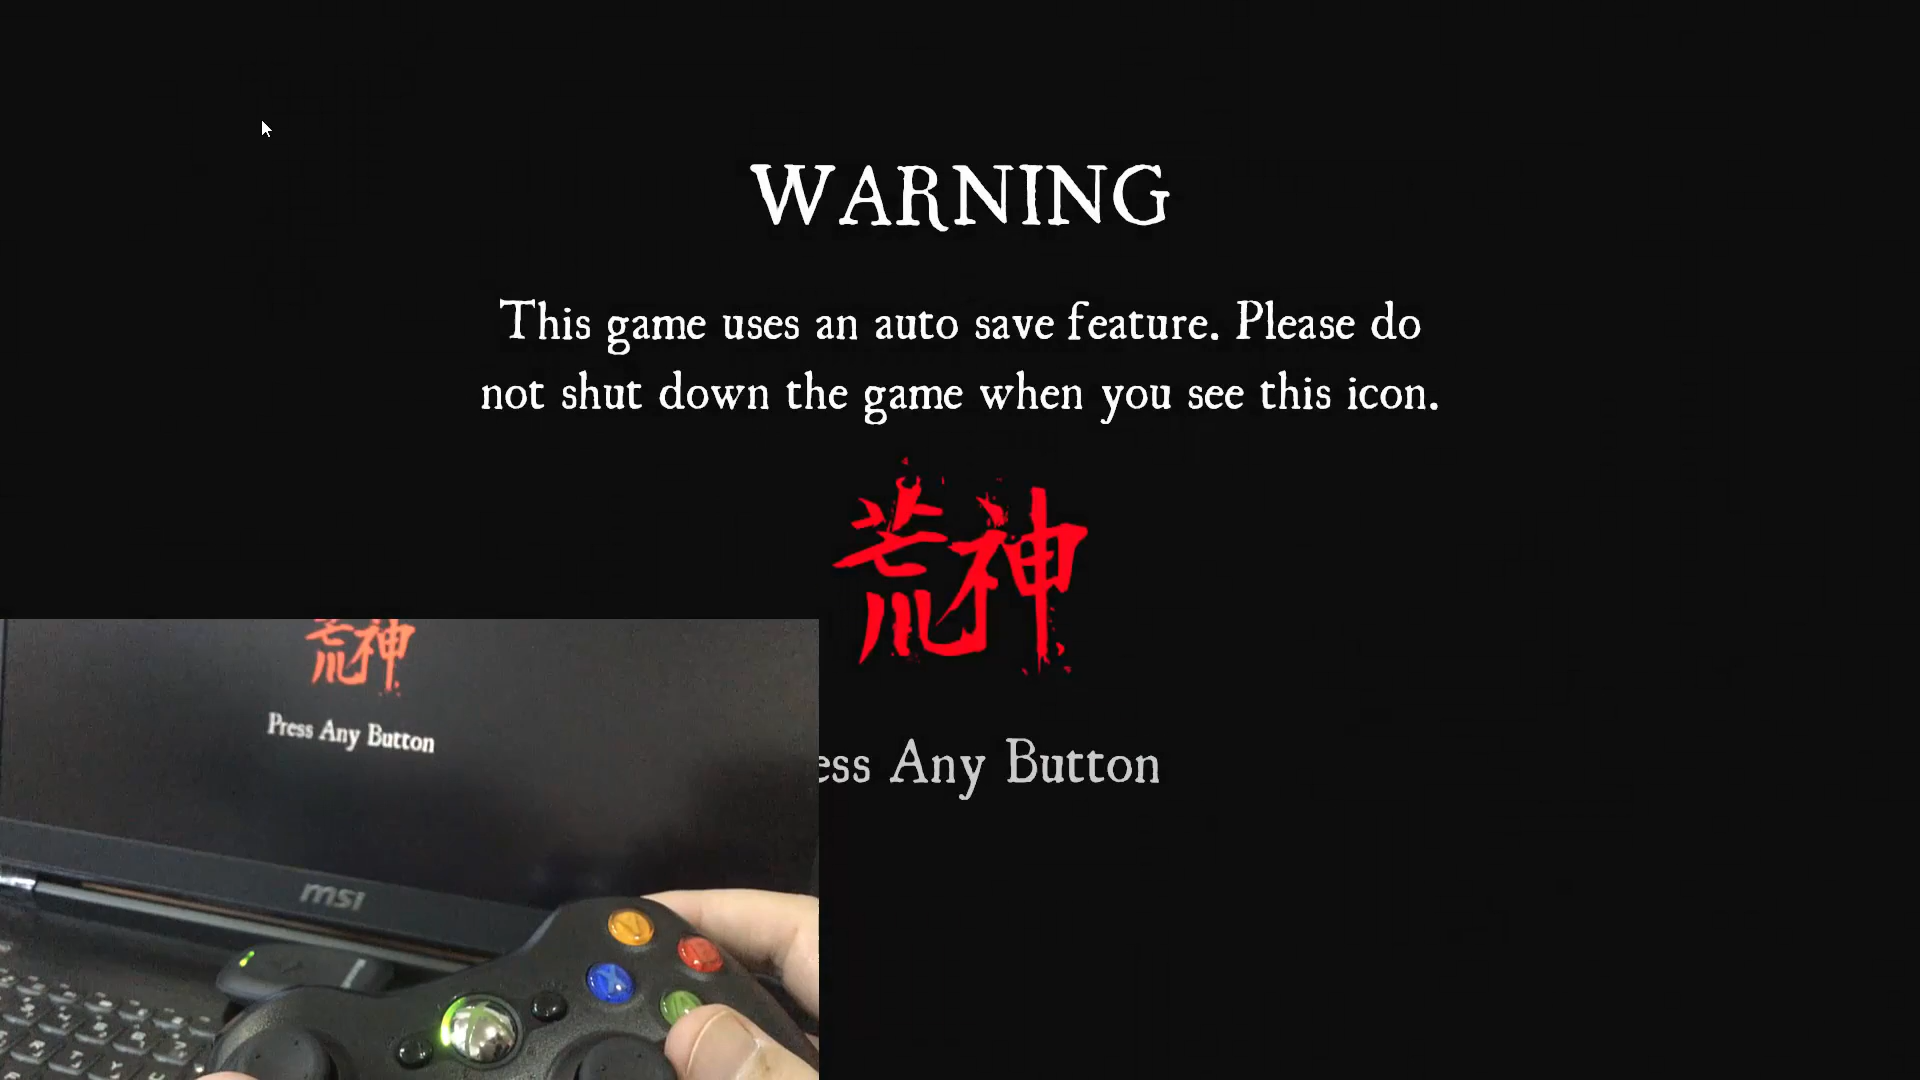 WARNING
This game uses an auto save feature. Please do
not shut down the game when you see this icon.
荒神
ess Any Button
荒神
Press Any Button
msi
Y
B
X
A